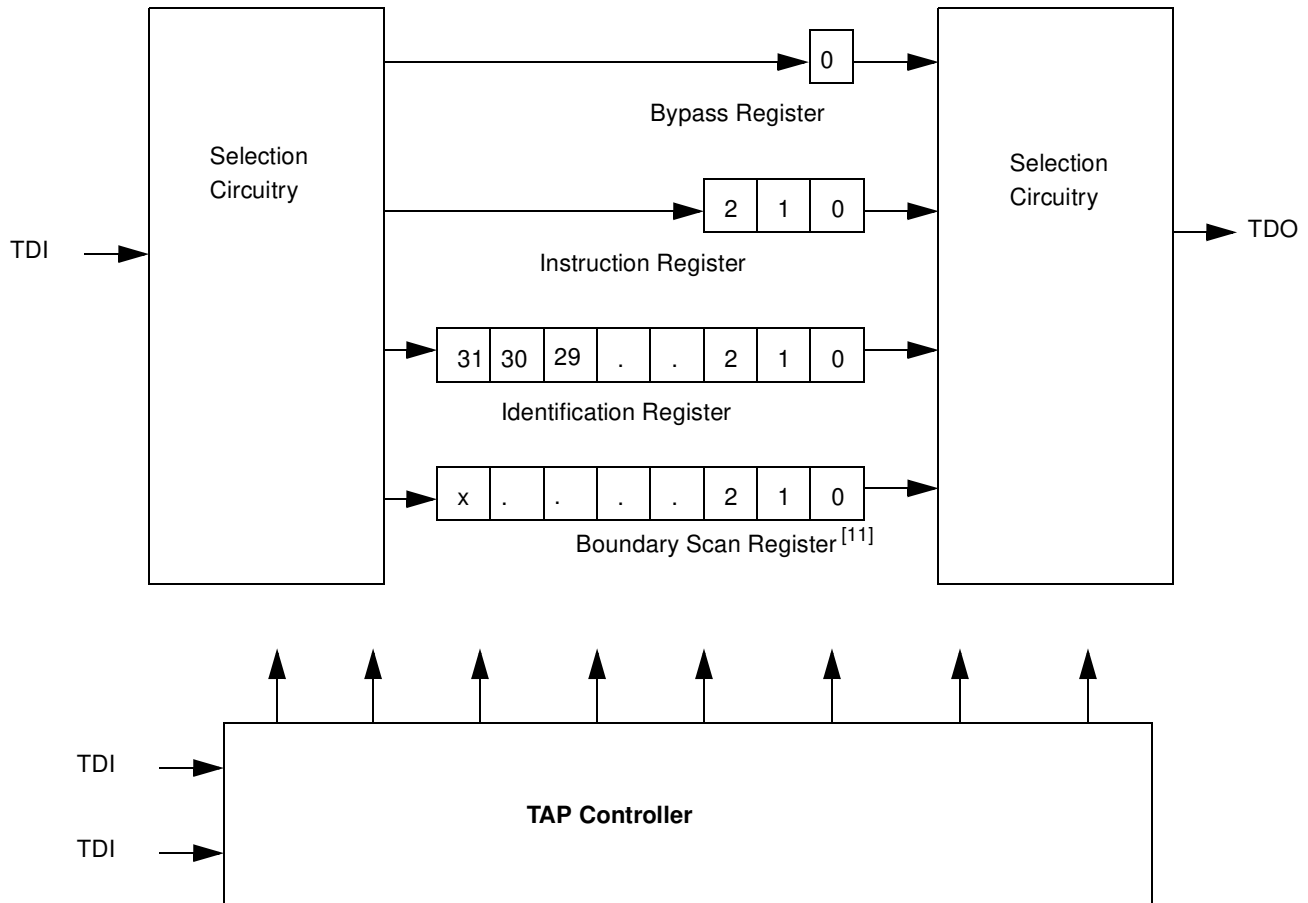 0
Bypass Register
Selection
Circuitry
Selection
Circuitry
2 1 0
TDI
TDO
Instruction Register
31 30 29 . . 2 1 0
Identification Register
x . . . . 2 1 0
Boundary Scan Register [11]
TDI
TAP Controller
TDI